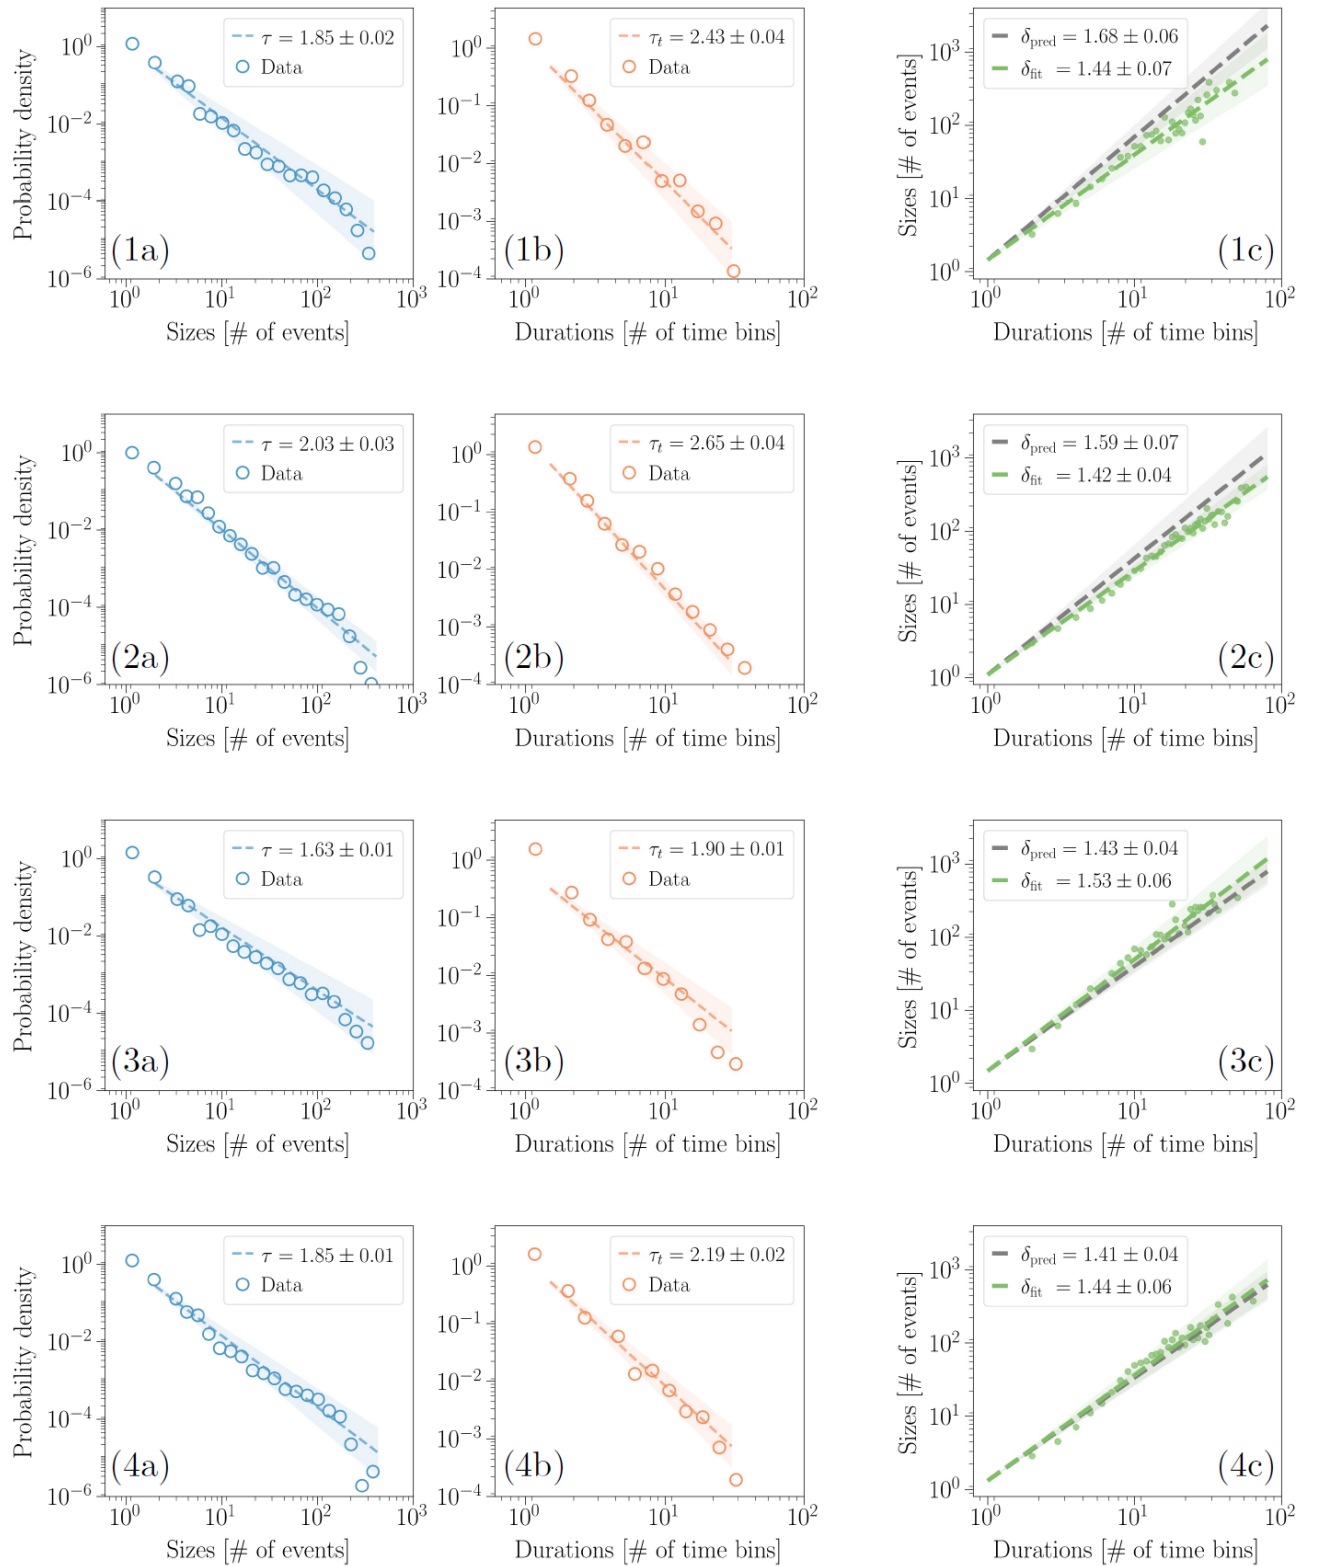 10^0
10^-2
10^-4
10^-6
Probability density
τ = 1.85 ± 0.02
Data
(1a)
10^0 10^1 10^2 10^3
Sizes [# of events]
10^0
10^-1
10^-2
10^-3
10^-4
τ_t = 2.43 ± 0.04
Data
(1b)
10^0 10^1 10^2
Durations [# of time bins]
10^3
10^2
10^1
10^0
Sizes [# of events]
δ_pred = 1.68 ± 0.06
δ_fit = 1.44 ± 0.07
(1c)
10^0 10^1 10^2
Durations [# of time bins]
10^0
10^-2
10^-4
10^-6
Probability density
τ = 2.03 ± 0.03
Data
(2a)
10^0 10^1 10^2 10^3
Sizes [# of events]
10^0
10^-1
10^-2
10^-3
10^-4
τ_t = 2.65 ± 0.04
Data
(2b)
10^0 10^1 10^2
Durations [# of time bins]
10^3
10^2
10^1
10^0
Sizes [# of events]
δ_pred = 1.59 ± 0.07
δ_fit = 1.42 ± 0.04
(2c)
10^0 10^1 10^2
Durations [# of time bins]
10^0
10^-2
10^-4
10^-6
Probability density
τ = 1.63 ± 0.01
Data
(3a)
10^0 10^1 10^2 10^3
Sizes [# of events]
10^0
10^-1
10^-2
10^-3
10^-4
τ_t = 1.90 ± 0.01
Data
(3b)
10^0 10^1 10^2
Durations [# of time bins]
10^3
10^2
10^1
10^0
Sizes [# of events]
δ_pred = 1.43 ± 0.04
δ_fit = 1.53 ± 0.06
(3c)
10^0 10^1 10^2
Durations [# of time bins]
10^0
10^-2
10^-4
10^-6
Probability density
τ = 1.85 ± 0.01
Data
(4a)
10^0 10^1 10^2 10^3
Sizes [# of events]
10^0
10^-1
10^-2
10^-3
10^-4
τ_t = 2.19 ± 0.02
Data
(4b)
10^0 10^1 10^2
Durations [# of time bins]
10^3
10^2
10^1
10^0
Sizes [# of events]
δ_pred = 1.41 ± 0.04
δ_fit = 1.44 ± 0.06
(4c)
10^0 10^1 10^2
Durations [# of time bins]